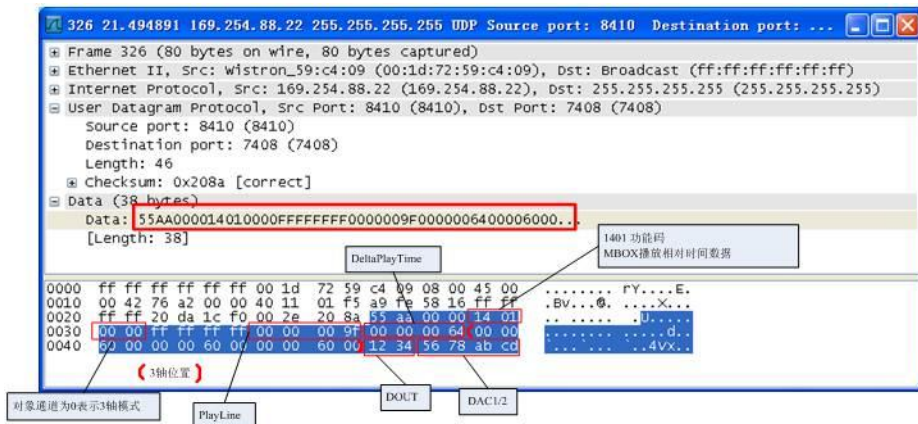 326 21.494891 169.254.88.22 255.255.255.255 UDP Source port: 8410 Destination port: ...
Frame 326 (80 bytes on wire, 80 bytes captured)
Ethernet II, Src: Wistron_59:c4:09 (00:1d:72:59:c4:09), Dst: Broadcast (ff:ff:ff:ff:ff:ff)
Internet Protocol, Src: 169.254.88.22 (169.254.88.22), Dst: 255.255.255.255 (255.255.255.255)
User Datagram Protocol, Src Port: 8410 (8410), Dst Port: 7408 (7408)
Source port: 8410 (8410)
Destination port: 7408 (7408)
Length: 46
Checksum: 0x208a [correct]
Data (38 bytes)
Data: 55AA000014010000FFFFFFFF0000009F0000006400006000...
[Length: 38]
1401 功能码
MBOX播放相对时间数据
DeltaPlayTime
0000 ff ff ff ff ff ff 00 1d 72 59 c4 09 08 00 45 00 ........ rY....E.
0010 00 42 76 a2 00 00 40 11 01 f5 a9 fe 58 16 ff ff .Bv...@. ....X...
0020 ff ff 20 da 1c f0 00 2e 20 8a 55 aa 00 00 14 01 .. ..... .U.....
0030 00 00 ff ff ff ff 00 00 00 9f 00 00 00 64 00 00 ........ .....d..
0040 60 00 00 00 60 00 00 00 60 00 12 34 56 78 ab cd `...`... `..4Vx..
(3轴位置)
对象通道为0表示3轴模式
PlayLine
DOUT
DAC1/2